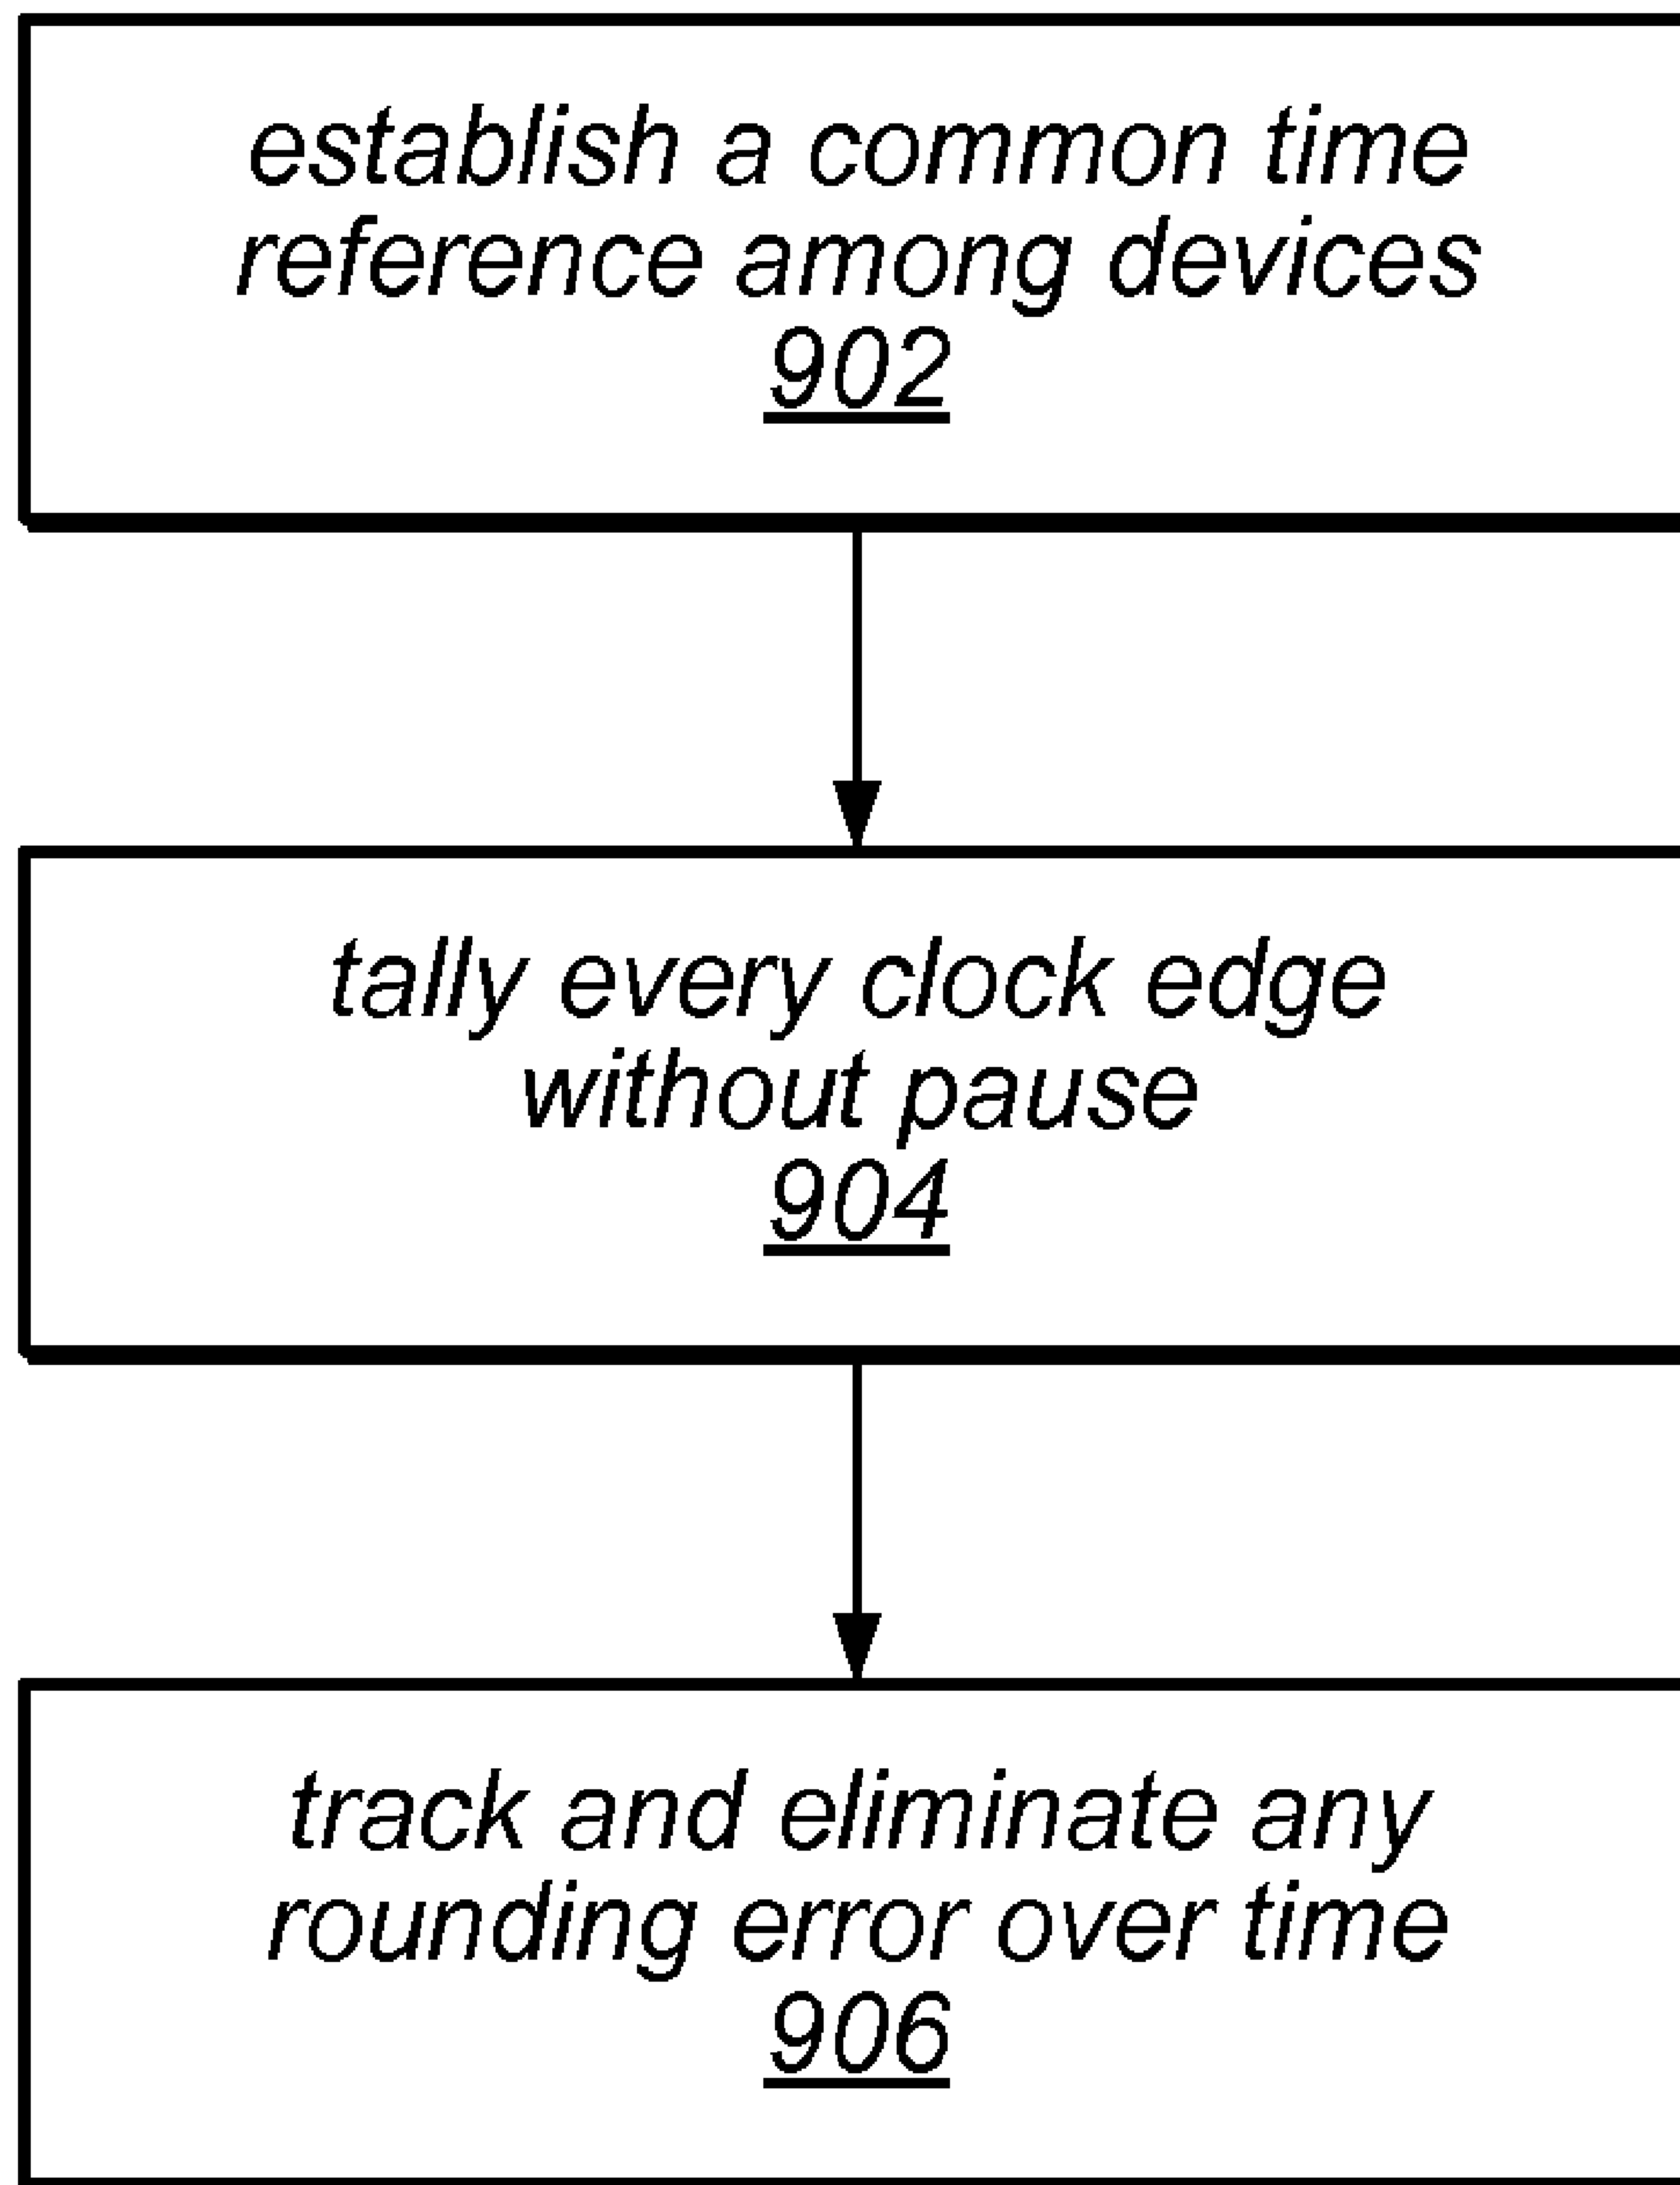 establish a common time
reference among devices
902
tally every clock edge
without pause
904
track and eliminate any
rounding error over time
906